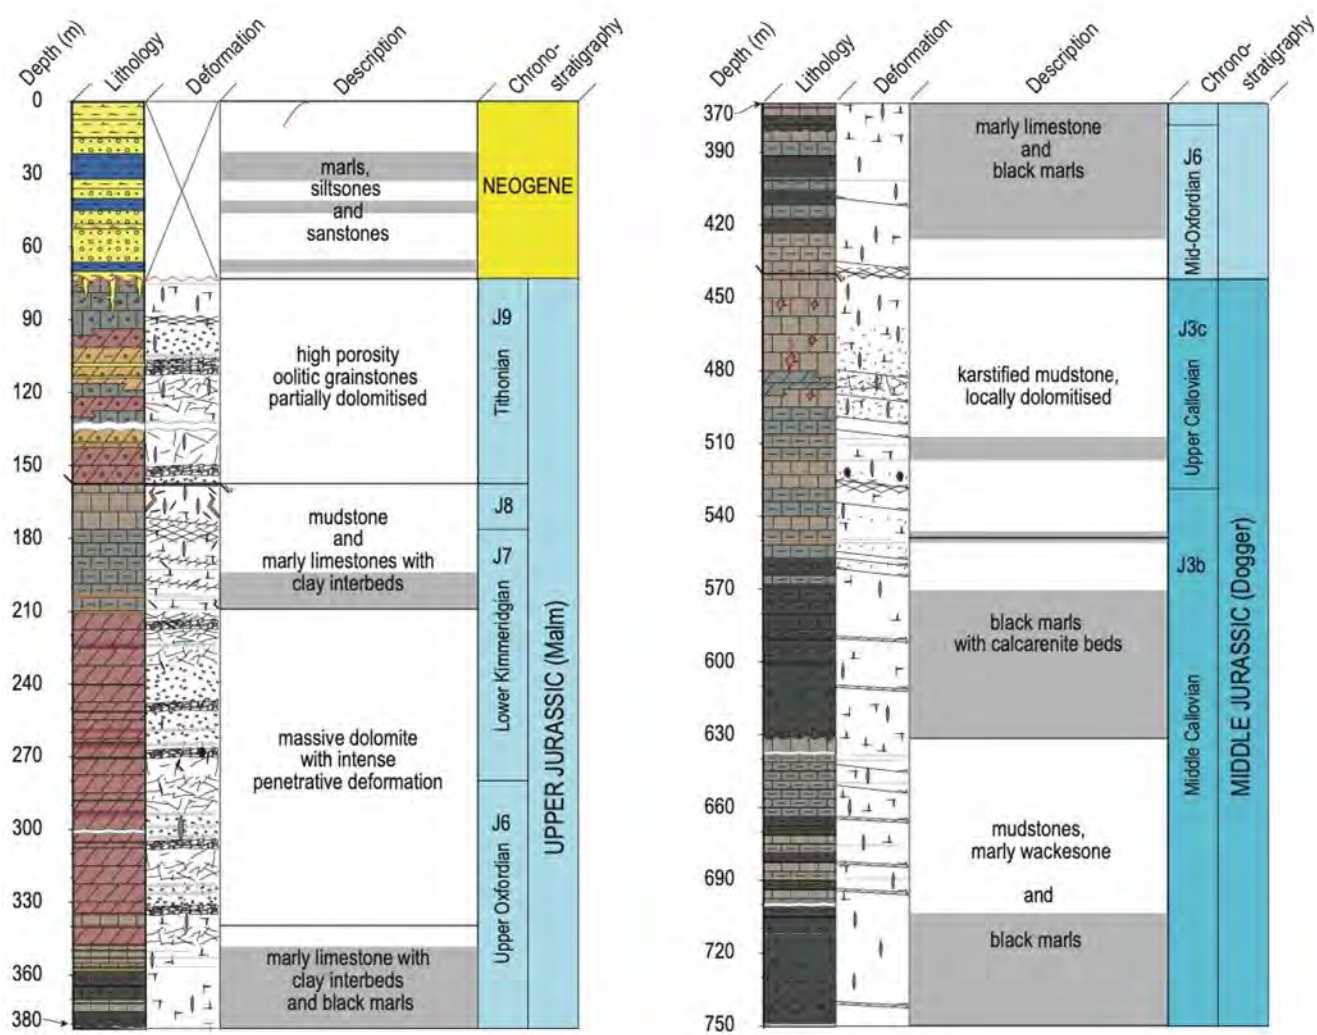 Depth (m)
Lithology
Deformation
Description
Chrono-
stratigraphy
0
30
60
90
120
150
180
210
240
270
300
330
360
380
marls,
siltsones
and
sanstones
high porosity
oolitic grainstones
partially dolomitised
mudstone
and
marly limestones with
clay interbeds
massive dolomite
with intense
penetrative deformation
marly limestone with
clay interbeds
and black marls
NEOGENE
J9
Tithonian
J8
J7
Lower Kimmeridgian
J6
Upper Oxfordian
UPPER JURASSIC (Malm)
Depth (m)
Lithology
Deformation
Description
Chrono-
stratigraphy
370
390
420
450
480
510
540
570
600
630
660
690
720
750
marly limestone
and
black marls
karstified mudstone,
locally dolomitised
black marls
with calcarenite beds
mudstones,
marly wackesone
and
black marls
J6
Mid-Oxfordian
J3c
Upper Callovian
J3b
Middle Callovian
MIDDLE JURASSIC (Dogger)